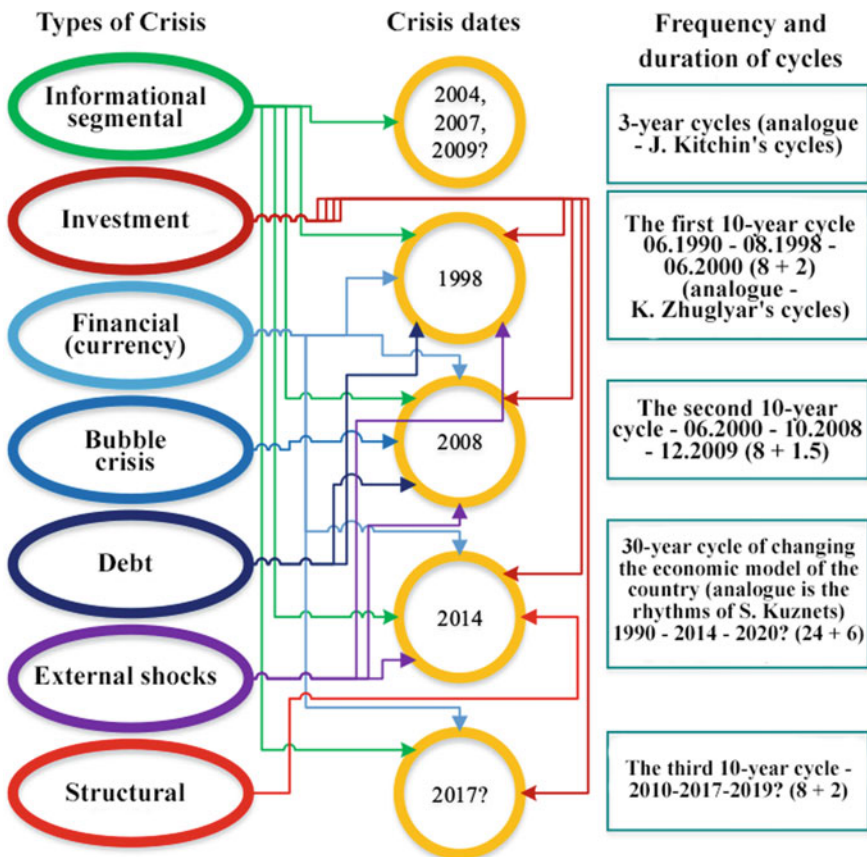 Types of Crisis
Crisis dates
Frequency and
duration of cycles
Informational
segmental
Investment
Financial
(currency)
Bubble
crisis
Debt
External shocks
Structural
2004,
2007,
2009?
1998
2008
2014
2017?
3-year cycles (analogue
- J. Kitchin's cycles)
The first 10-year cycle
06.1990 - 08.1998 -
06.2000 (8 + 2)
(analogue -
K. Zhuglyar's cycles)
The second 10-year
cycle - 06.2000 - 10.2008
- 12.2009 (8 + 1.5)
30-year cycle of changing
the economic model of the
country (analogue is the
rhythms of S. Kuznets)
1990 - 2014 - 2020? (24 + 6)
The third 10-year cycle -
2010-2017-2019? (8 + 2)